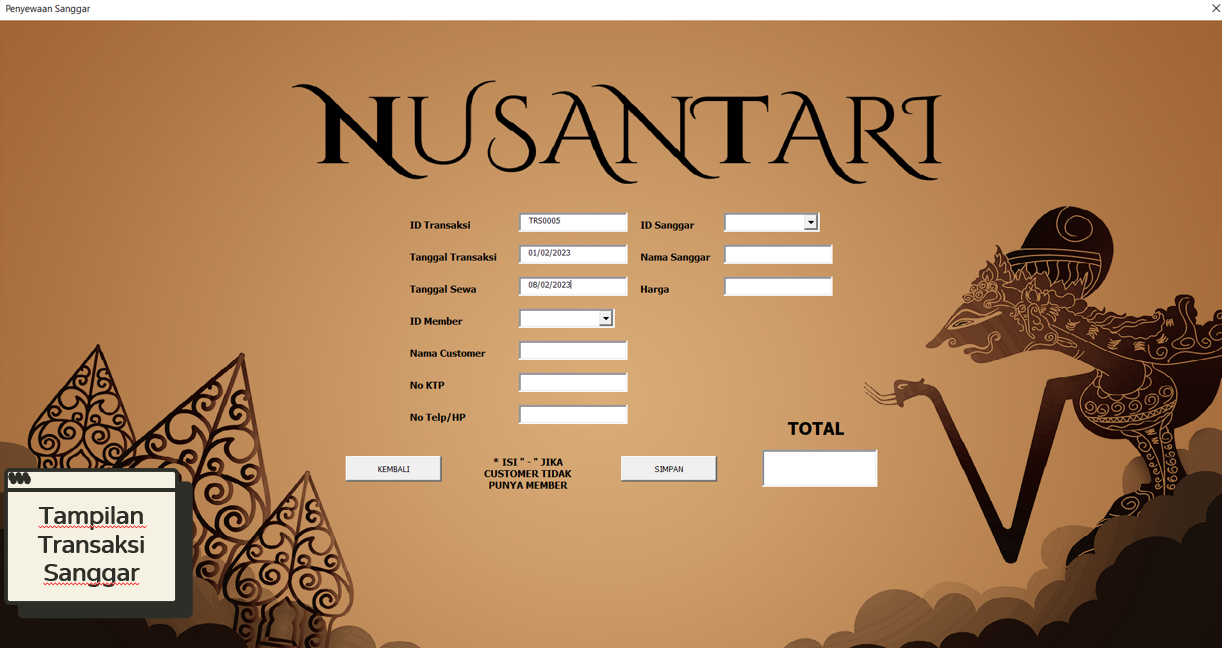 Penyewaan Sanggar
NUSANTARI
ID Transaksi TRS0005 ID Sanggar
Tanggal Transaksi 01/02/2023 Nama Sanggar
Tanggal Sewa 08/02/2023 Harga
ID Member
Nama Customer
No KTP
No Telp/HP
TOTAL
KEMBALI
* ISI " - " JIKA
CUSTOMER TIDAK
PUNYA MEMBER
SIMPAN
Tampilan
Transaksi
Sanggar